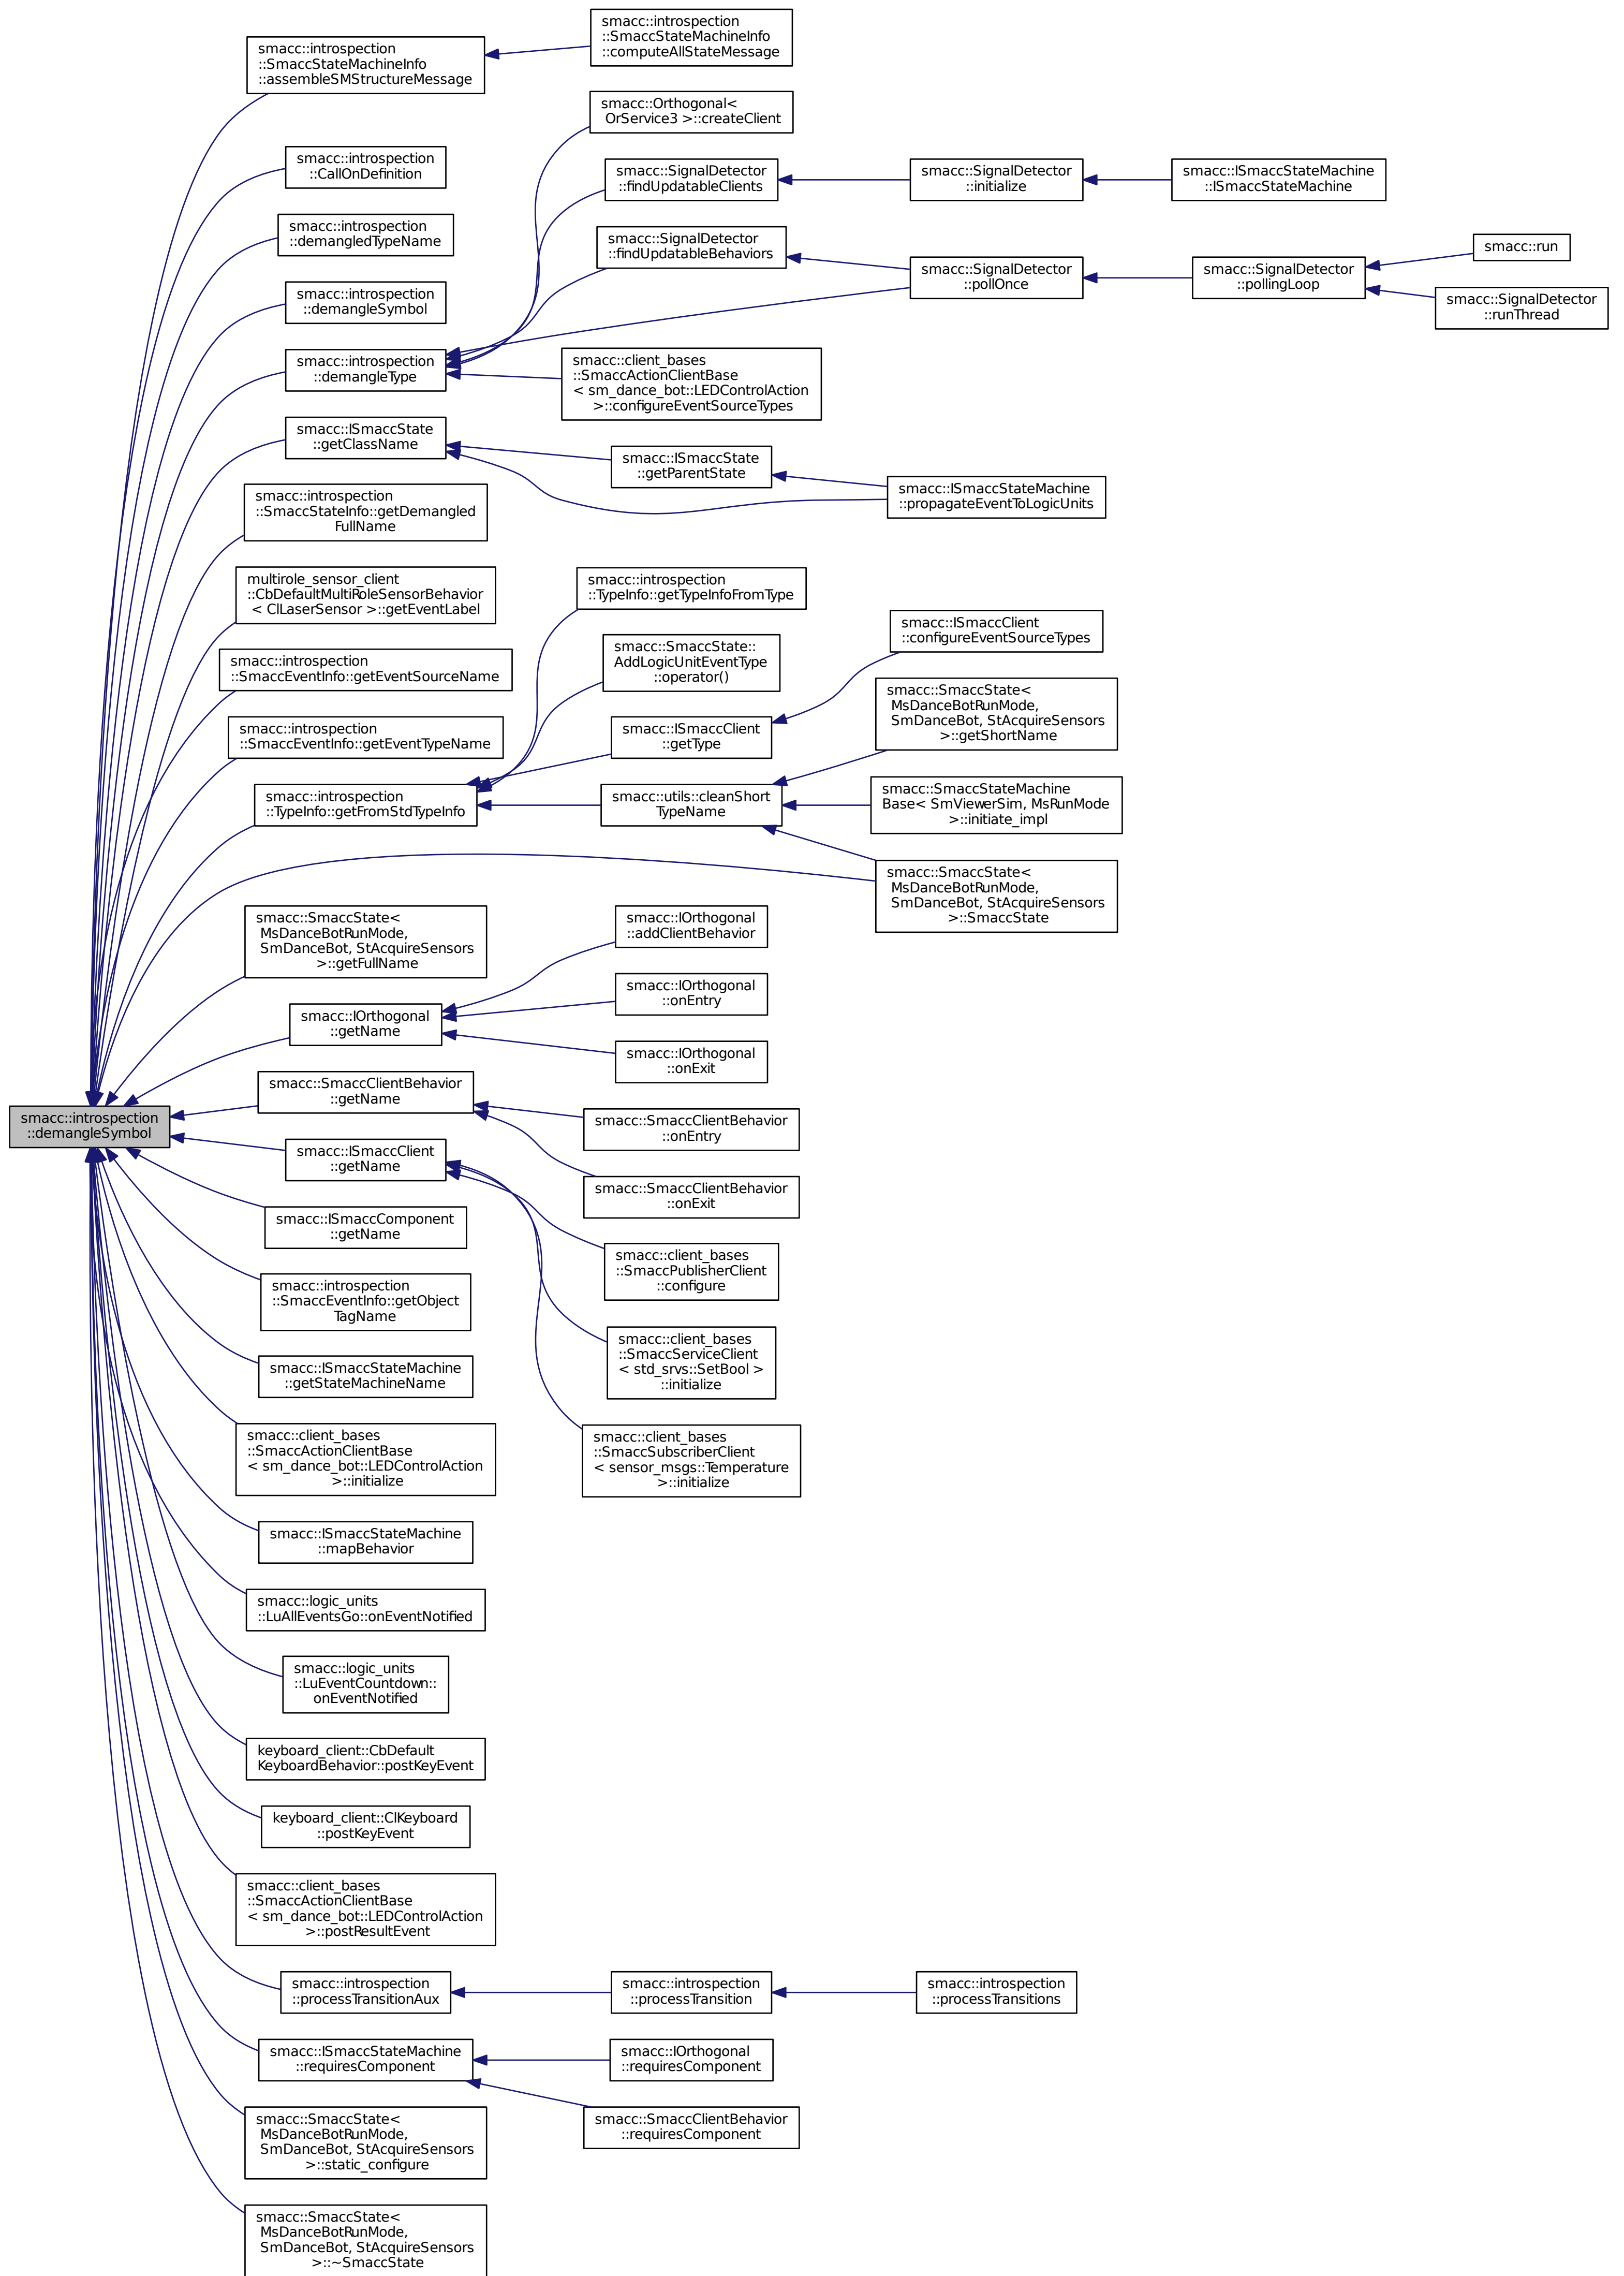 smacc::introspection
::SmaccStateMachineInfo
::computeAllStateMessage
smacc::introspection
::SmaccStateMachineInfo
::assembleSMStructureMessage
smacc::Orthogonal<
OrService3 >::createClient
smacc::introspection
::CallOnDefinition
smacc::SignalDetector
::findUpdatableClients
smacc::SignalDetector
::initialize
smacc::ISmaccStateMachine
::ISmaccStateMachine
smacc::introspection
::demangledTypeName
smacc::SignalDetector
::findUpdatableBehaviors
smacc::run
smacc::SignalDetector
::pollOnce
smacc::SignalDetector
::pollingLoop
smacc::SignalDetector
::runThread
smacc::introspection
::demangleSymbol
smacc::introspection
::demangleType
smacc::client_bases
::SmaccActionClientBase
< sm_dance_bot::LEDControlAction
>::configureEventSourceTypes
smacc::ISmaccState
::getClassName
smacc::ISmaccState
::getParentState
smacc::ISmaccStateMachine
::propagateEventToLogicUnits
smacc::introspection
::SmaccStateInfo::getDemangled
FullName
multirole_sensor_client
::CbDefaultMultiRoleSensorBehavior
< ClLaserSensor >::getEventLabel
smacc::introspection
::TypeInfo::getTypeInfoFromType
smacc::ISmaccClient
::configureEventSourceTypes
smacc::introspection
::SmaccEventInfo::getEventSourceName
smacc::SmaccState::
AddLogicUnitEventType
::operator()
smacc::SmaccState<
MsDanceBotRunMode,
SmDanceBot, StAcquireSensors
>::getShortName
smacc::introspection
::SmaccEventInfo::getEventTypeName
smacc::ISmaccClient
::getType
smacc::introspection
::TypeInfo::getFromStdTypeInfo
smacc::utils::cleanShort
TypeName
smacc::SmaccStateMachine
Base< SmViewerSim, MsRunMode
>::initiate_impl
smacc::SmaccState<
MsDanceBotRunMode,
SmDanceBot, StAcquireSensors
>::SmaccState
smacc::SmaccState<
MsDanceBotRunMode,
SmDanceBot, StAcquireSensors
>::getFullName
smacc::IOrthogonal
::addClientBehavior
smacc::IOrthogonal
::getName
smacc::IOrthogonal
::onEntry
smacc::IOrthogonal
::onExit
smacc::SmaccClientBehavior
::getName
smacc::introspection
::demangleSymbol
smacc::SmaccClientBehavior
::onEntry
smacc::ISmaccClient
::getName
smacc::SmaccClientBehavior
::onExit
smacc::ISmaccComponent
::getName
smacc::client_bases
::SmaccPublisherClient
::configure
smacc::introspection
::SmaccEventInfo::getObject
TagName
smacc::client_bases
::SmaccServiceClient
< std_srvs::SetBool >
::initialize
smacc::ISmaccStateMachine
::getStateMachineName
smacc::client_bases
::SmaccActionClientBase
< sm_dance_bot::LEDControlAction
>::initialize
smacc::client_bases
::SmaccSubscriberClient
< sensor_msgs::Temperature
>::initialize
smacc::ISmaccStateMachine
::mapBehavior
smacc::logic_units
::LuAllEventsGo::onEventNotified
smacc::logic_units
::LuEventCountdown::
onEventNotified
keyboard_client::CbDefault
KeyboardBehavior::postKeyEvent
keyboard_client::ClKeyboard
::postKeyEvent
smacc::client_bases
::SmaccActionClientBase
< sm_dance_bot::LEDControlAction
>::postResultEvent
smacc::introspection
::processTransitionAux
smacc::introspection
::processTransition
smacc::introspection
::processTransitions
smacc::ISmaccStateMachine
::requiresComponent
smacc::IOrthogonal
::requiresComponent
smacc::SmaccClientBehavior
::requiresComponent
smacc::SmaccState<
MsDanceBotRunMode,
SmDanceBot, StAcquireSensors
>::static_configure
smacc::SmaccState<
MsDanceBotRunMode,
SmDanceBot, StAcquireSensors
>::~SmaccState